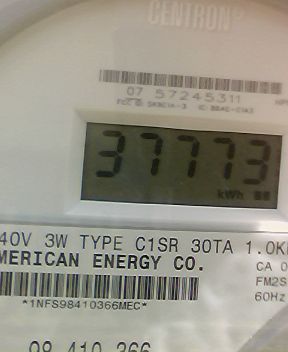 CENTRON®
07 57245311
37773
kWh
40V 3W TYPE C1SR 30TA 1.0K
MERICAN ENERGY CO.
CA 0
FM2S
60Hz
*1NFS98410366MEC*
98 410 366